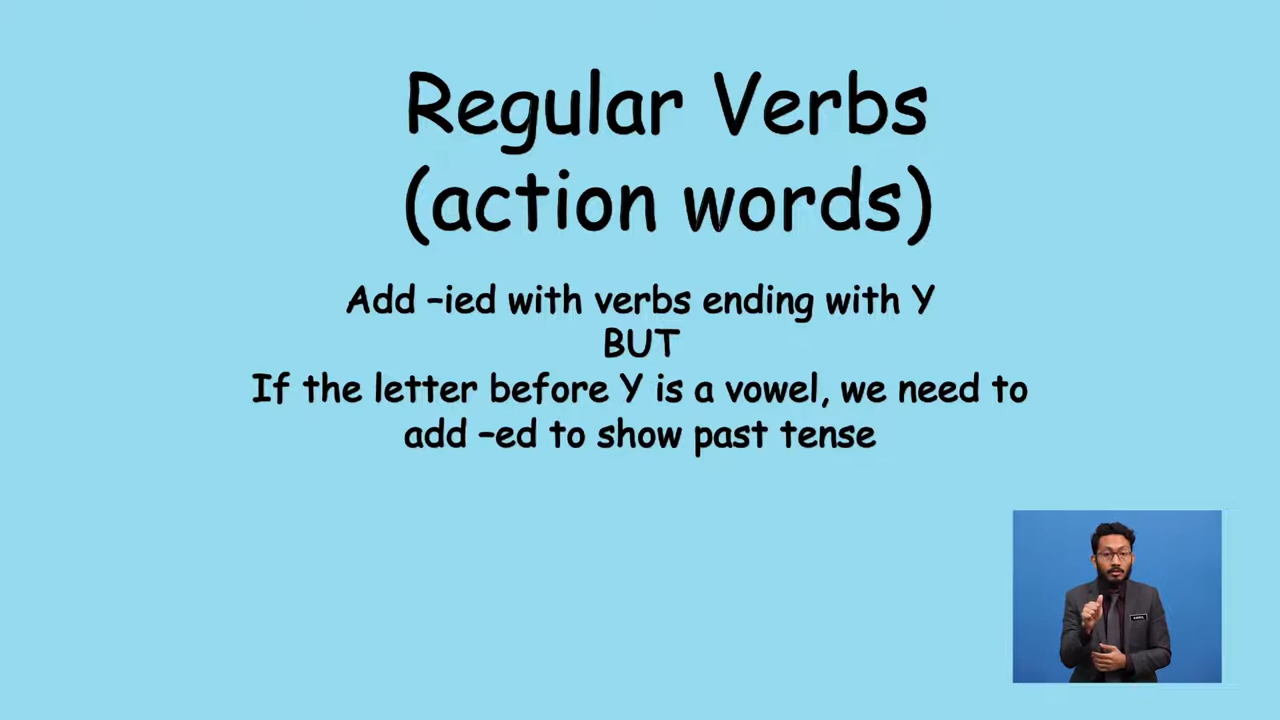 Regular Verbs
(action words)
Add –ied with verbs ending with Y
BUT
If the letter before Y is a vowel, we need to
add –ed to show past tense